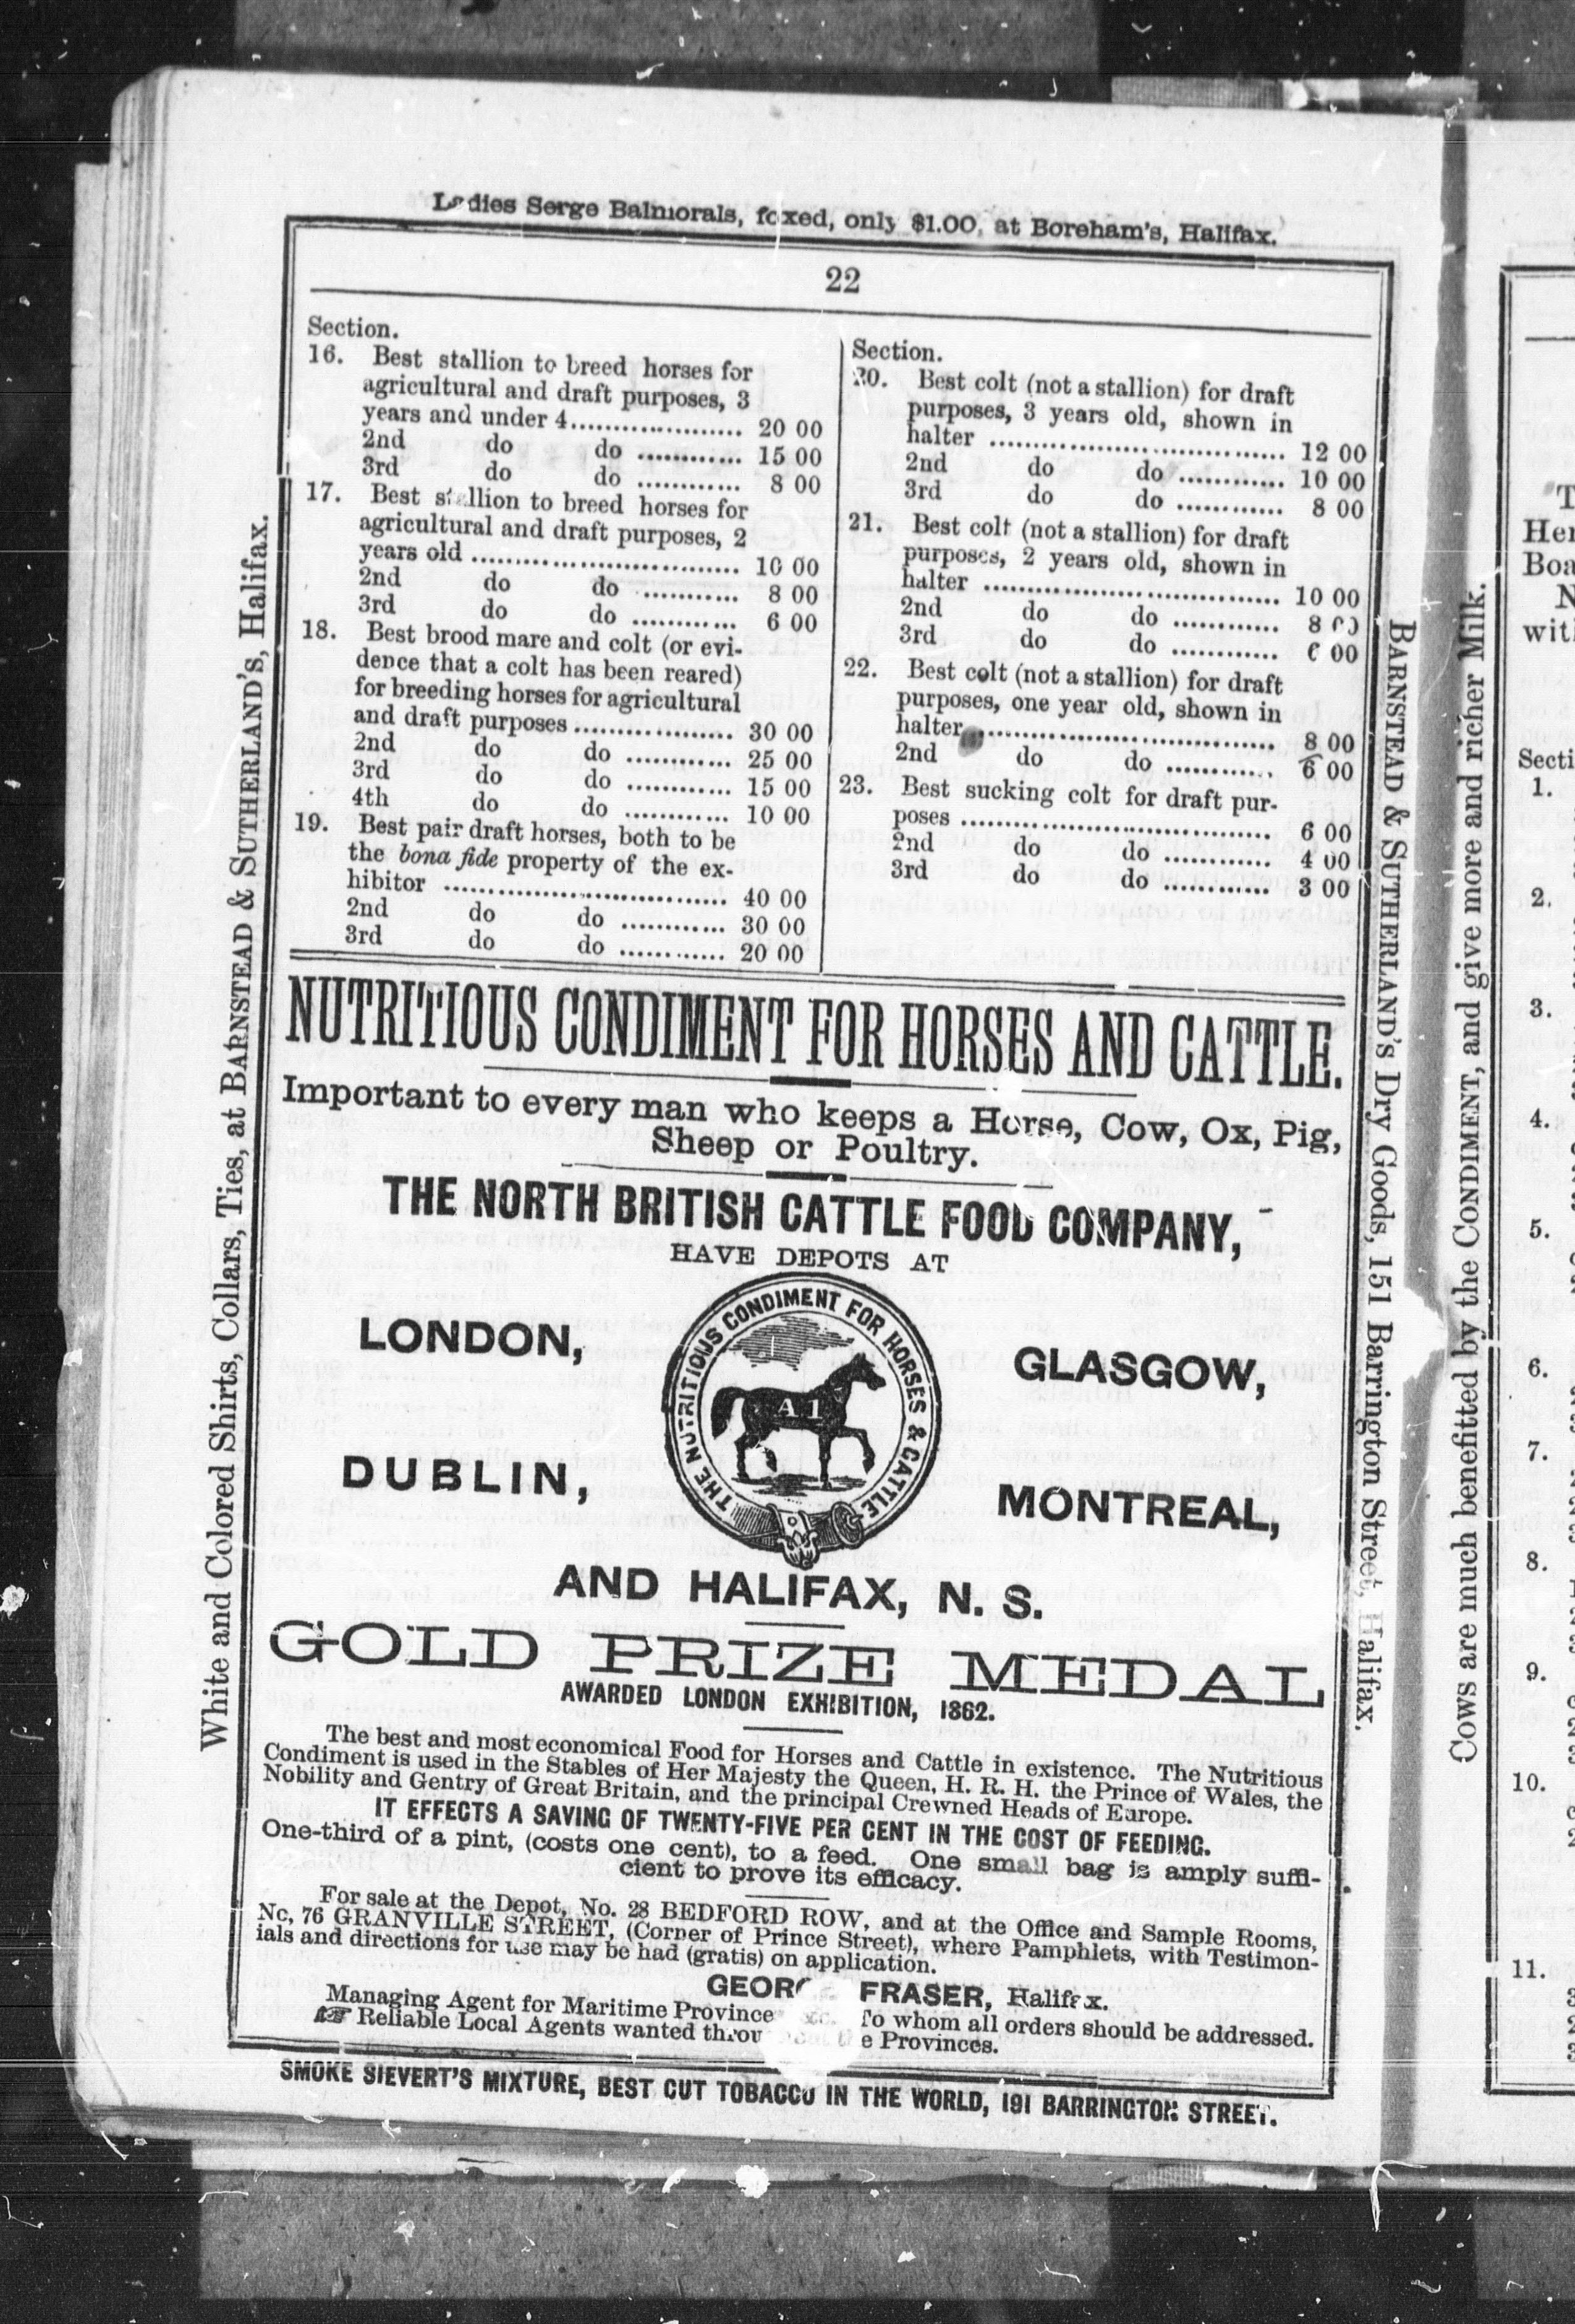 Ladies Serge Balmorals, foxed, only $1.00, at Boreham's, Halifax.
22
Section.
16. Best stallion to breed horses for
agricultural and draft purposes, 3
years and under 4................... 20 00
2nd do do ............ 15 00
3rd do do ............ 8 00
17. Best stallion to breed horses for
agricultural and draft purposes, 2
years old .............................. 10 00
2nd do do ........... 8 00
3rd do do ............ 6 00
18. Best brood mare and colt (or evi-
dence that a colt has been reared)
for breeding horses for agricultural
and draft purposes.................. 30 00
2nd do do ............ 25 00
3rd do do ............ 15 00
4th do do ............ 10 00
19. Best pair draft horses, both to be
the bona fide property of the ex-
hibitor ................................ 40 00
2nd do do ............ 30 00
3rd do do ............ 20 00
Section.
20. Best colt (not a stallion) for draft
purposes, 3 years old, shown in
halter ................................. 12 00
2nd do do ............ 10 00
3rd do do ............ 8 00
21. Best colt (not a stallion) for draft
purposes, 2 years old, shown in
halter ................................. 10 00
2nd do do ............ 8 00
3rd do do ............ 6 00
22. Best colt (not a stallion) for draft
purposes, one year old, shown in
halter.................................. 8 00
2nd do do ............ 6 00
23. Best sucking colt for draft pur-
poses ................................... 6 00
2nd do do ............ 4 00
3rd do do ............ 3 00
NUTRITIOUS CONDIMENT FOR HORSES AND CATTLE.
Important to every man who keeps a Horse, Cow, Ox, Pig,
Sheep or Poultry.
THE NORTH BRITISH CATTLE FOOD COMPANY,
HAVE DEPOTS AT
LONDON,
GLASGOW,
THE NUTRITIOUS CONDIMENT FOR HORSES & CATTLE
A 1
DUBLIN,
MONTREAL,
AND HALIFAX, N. S.
GOLD PRIZE MEDAL
AWARDED LONDON EXHIBITION, 1862.
The best and most economical Food for Horses and Cattle in existence. The Nutritious
Condiment is used in the Stables of Her Majesty the Queen, H. R. H. the Prince of Wales, the
Nobility and Gentry of Great Britain, and the principal Crowned Heads of Europe.
IT EFFECTS A SAVING OF TWENTY-FIVE PER CENT IN THE COST OF FEEDING.
One-third of a pint, (costs one cent), to a feed. One small bag is amply suffi-
cient to prove its efficacy.
For sale at the Depot, No. 28 BEDFORD ROW, and at the Office and Sample Rooms,
No, 76 GRANVILLE STREET, (Corner of Prince Street), where Pamphlets, with Testimon-
ials and directions for use may be had (gratis) on application.
GEORGE FRASER, Halifax.
Managing Agent for Maritime Province To whom all orders should be addressed.
☞ Reliable Local Agents wanted Provinces.
SMOKE SIEVERT'S MIXTURE, BEST CUT TOBACCO IN THE WORLD, 191 BARRINGTON STREET.
White and Colored Shirts, Collars, Ties, at BARNSTEAD & SUTHERLAND'S, Halifax.
BARNSTEAD & SUTHERLAND'S Dry Goods, 151 Barrington Street, Halifax.
Cows are much benefitted by the CONDIMENT, and give more and richer Milk.
Her
Boa
with
Secti
1.
2.
3.
4.
5.
6.
7.
8.
9.
10.
11.